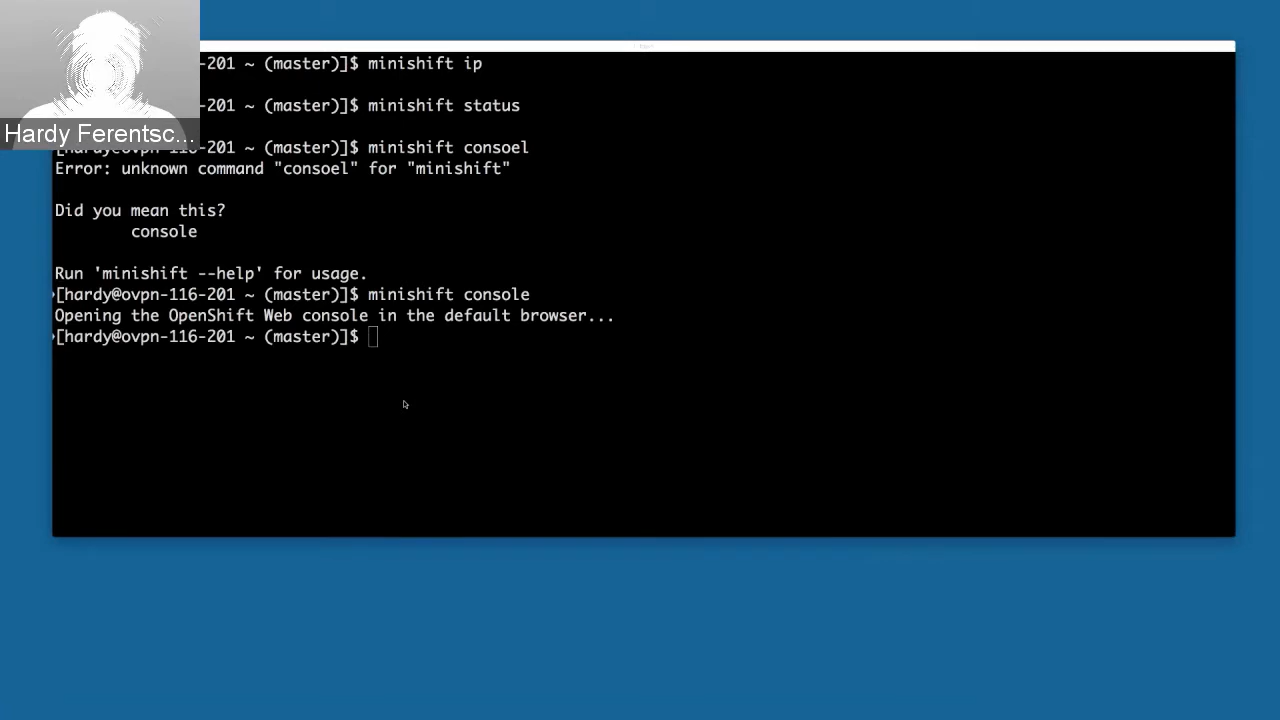 -201 ~ (master)]$ minishift ip
-201 ~ (master)]$ minishift status
Hardy Ferentsc...
[hardy@ovpn-116-201 ~ (master)]$ minishift consoel
Error: unknown command "consoel" for "minishift"
Did you mean this?
console
Run 'minishift --help' for usage.
[hardy@ovpn-116-201 ~ (master)]$ minishift console
Opening the OpenShift Web console in the default browser...
[hardy@ovpn-116-201 ~ (master)]$